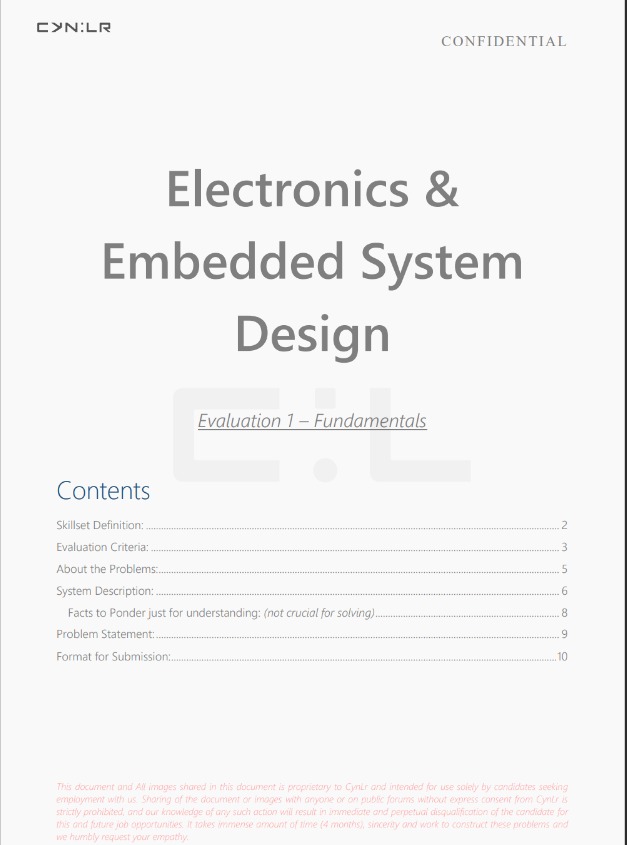 CYN:LR
CONFIDENTIAL
Electronics &
Embedded System
Design
Evaluation 1 – Fundamentals
Contents
Skillset Definition: 2
Evaluation Criteria: 3
About the Problems: 5
System Description: 6
Facts to Ponder just for understanding: (not crucial for solving) 8
Problem Statement: 9
Format for Submission: 10
This document and All images shared in this document is proprietary to CynLr and intended for use solely by candidates seeking
employment with us. Sharing of the document or images with anyone or on public forums without express consent from CynLr is
strictly prohibited, and our knowledge of any such action will result in immediate and perpetual disqualification of the candidate for
this and future job opportunities. It takes immense amount of time (4 months), sincerity and work to construct these problems and
we humbly request your empathy.